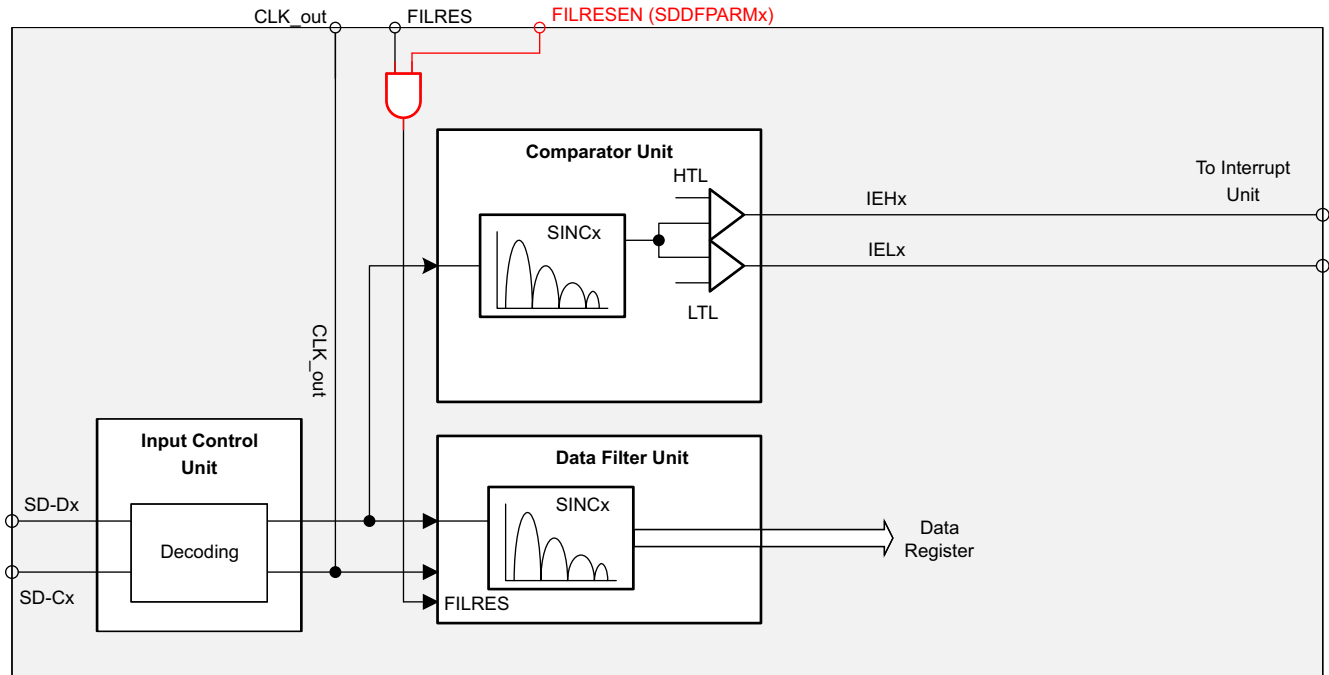 CLK_out
FILRES
FILRESEN (SDDFPARMx)
Comparator Unit
HTL
SINCx
LTL
IEHx
IELx
To Interrupt
Unit
CLK_out
Input Control
Unit
SD-Dx
Decoding
SD-Cx
Data Filter Unit
SINCx
FILRES
Data
Register